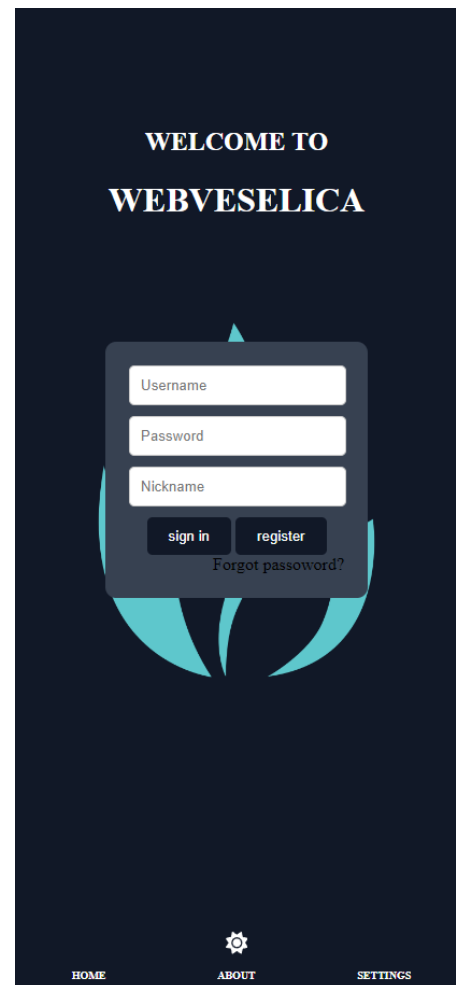 WELCOME TO
WEBVESELICA
Username
Password
Nickname
sign in register
Forgot passoword?
HOME ABOUT SETTINGS